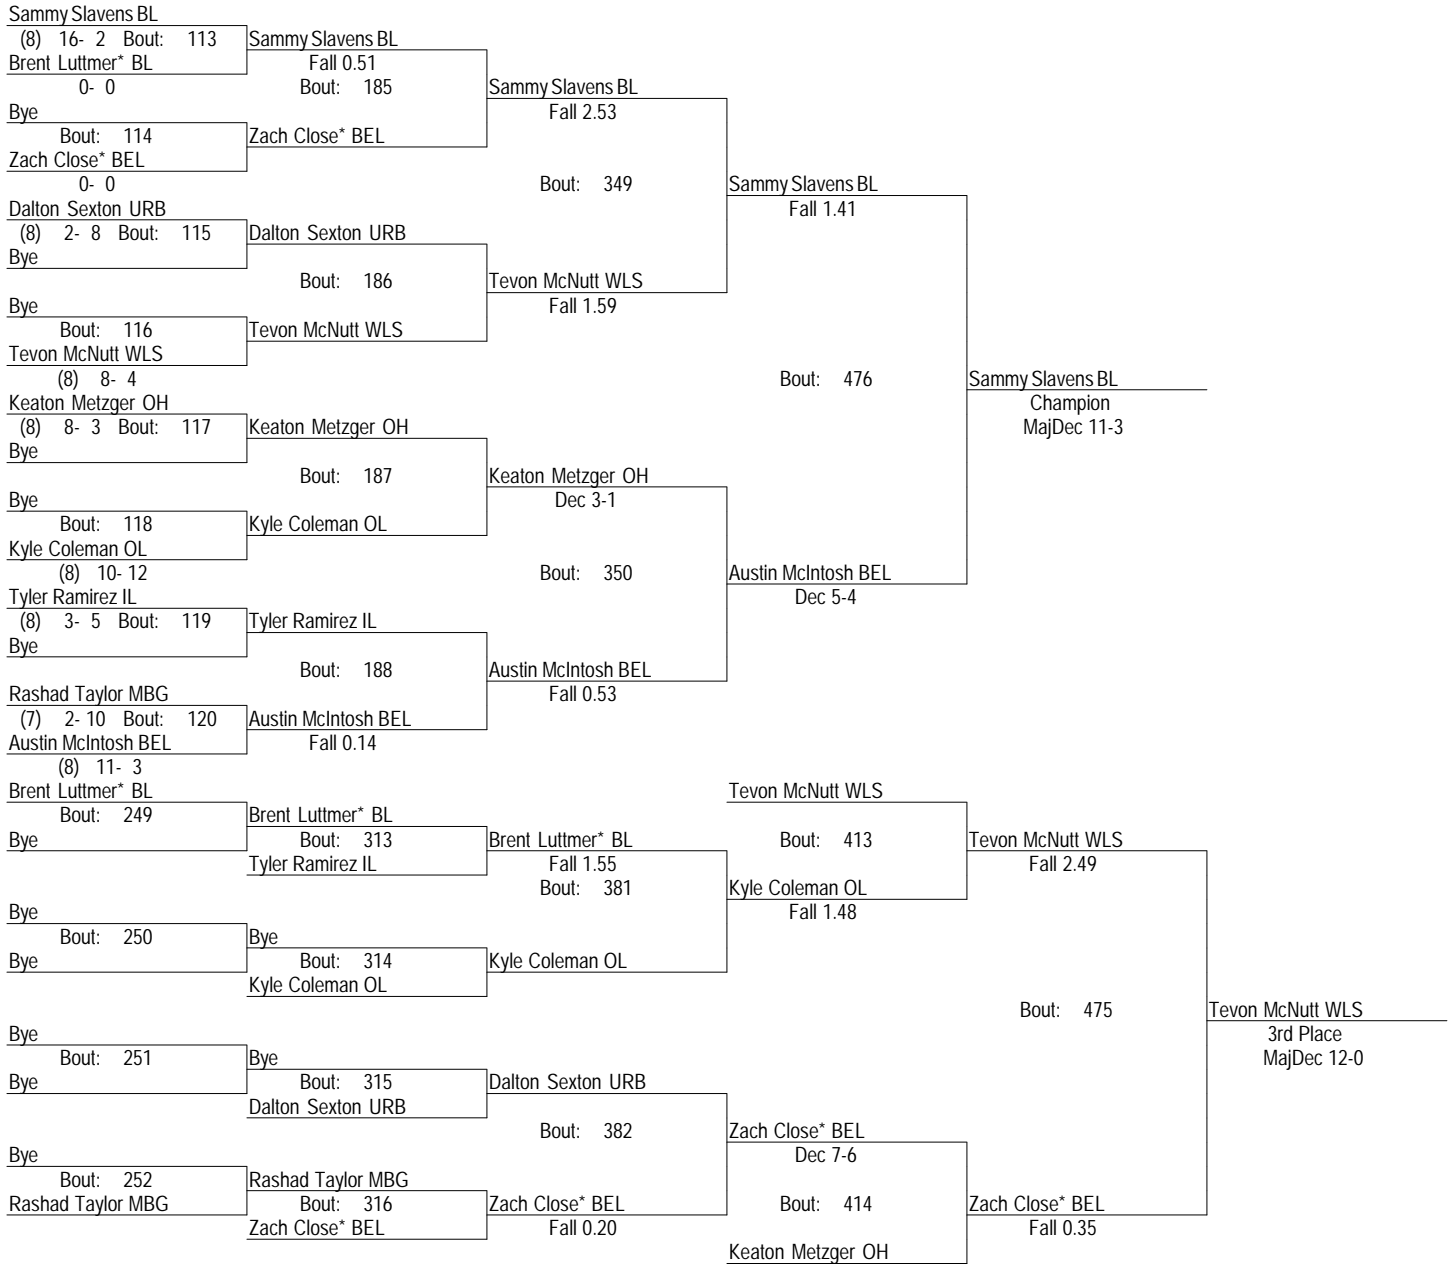 Sammy Slavens BL
(8) 16- 2 Bout: 113 Sammy Slavens BL
Brent Luttmer* BL Fall 0.51
0- 0 Bout: 185 Sammy Slavens BL
Bye Fall 2.53
Bout: 114 Zach Close* BEL
Zach Close* BEL
0- 0 Bout: 349 Sammy Slavens BL
Dalton Sexton URB Fall 1.41
(8) 2- 8 Bout: 115 Dalton Sexton URB
Bye
Bout: 186 Tevon McNutt WLS
Bye Fall 1.59
Bout: 116 Tevon McNutt WLS
Tevon McNutt WLS
(8) 8- 4 Bout: 476 Sammy Slavens BL
Keaton Metzger OH Champion
(8) 8- 3 Bout: 117 Keaton Metzger OH MajDec 11-3
Bye
Bout: 187 Keaton Metzger OH
Bye Dec 3-1
Bout: 118 Kyle Coleman OL
Kyle Coleman OL
(8) 10- 12 Bout: 350 Austin McIntosh BEL
Tyler Ramirez IL Dec 5-4
(8) 3- 5 Bout: 119 Tyler Ramirez IL
Bye
Bout: 188 Austin McIntosh BEL
Rashad Taylor MBG Fall 0.53
(7) 2- 10 Bout: 120 Austin McIntosh BEL
Austin McIntosh BEL Fall 0.14
(8) 11- 3
Brent Luttmer* BL Tevon McNutt WLS
Bout: 249 Brent Luttmer* BL
Bye Bout: 313 Brent Luttmer* BL Bout: 413 Tevon McNutt WLS
Tyler Ramirez IL Fall 1.55 Fall 2.49
Bout: 381 Kyle Coleman OL
Bye Fall 1.48
Bout: 250 Bye
Bye Bout: 314 Kyle Coleman OL
Kyle Coleman OL
Bout: 475 Tevon McNutt WLS
Bye 3rd Place
Bout: 251 Bye MajDec 12-0
Bye Bout: 315 Dalton Sexton URB
Dalton Sexton URB
Bout: 382 Zach Close* BEL
Bye Dec 7-6
Bout: 252 Rashad Taylor MBG
Rashad Taylor MBG Bout: 316 Zach Close* BEL Bout: 414 Zach Close* BEL
Zach Close* BEL Fall 0.20 Fall 0.35
Keaton Metzger OH